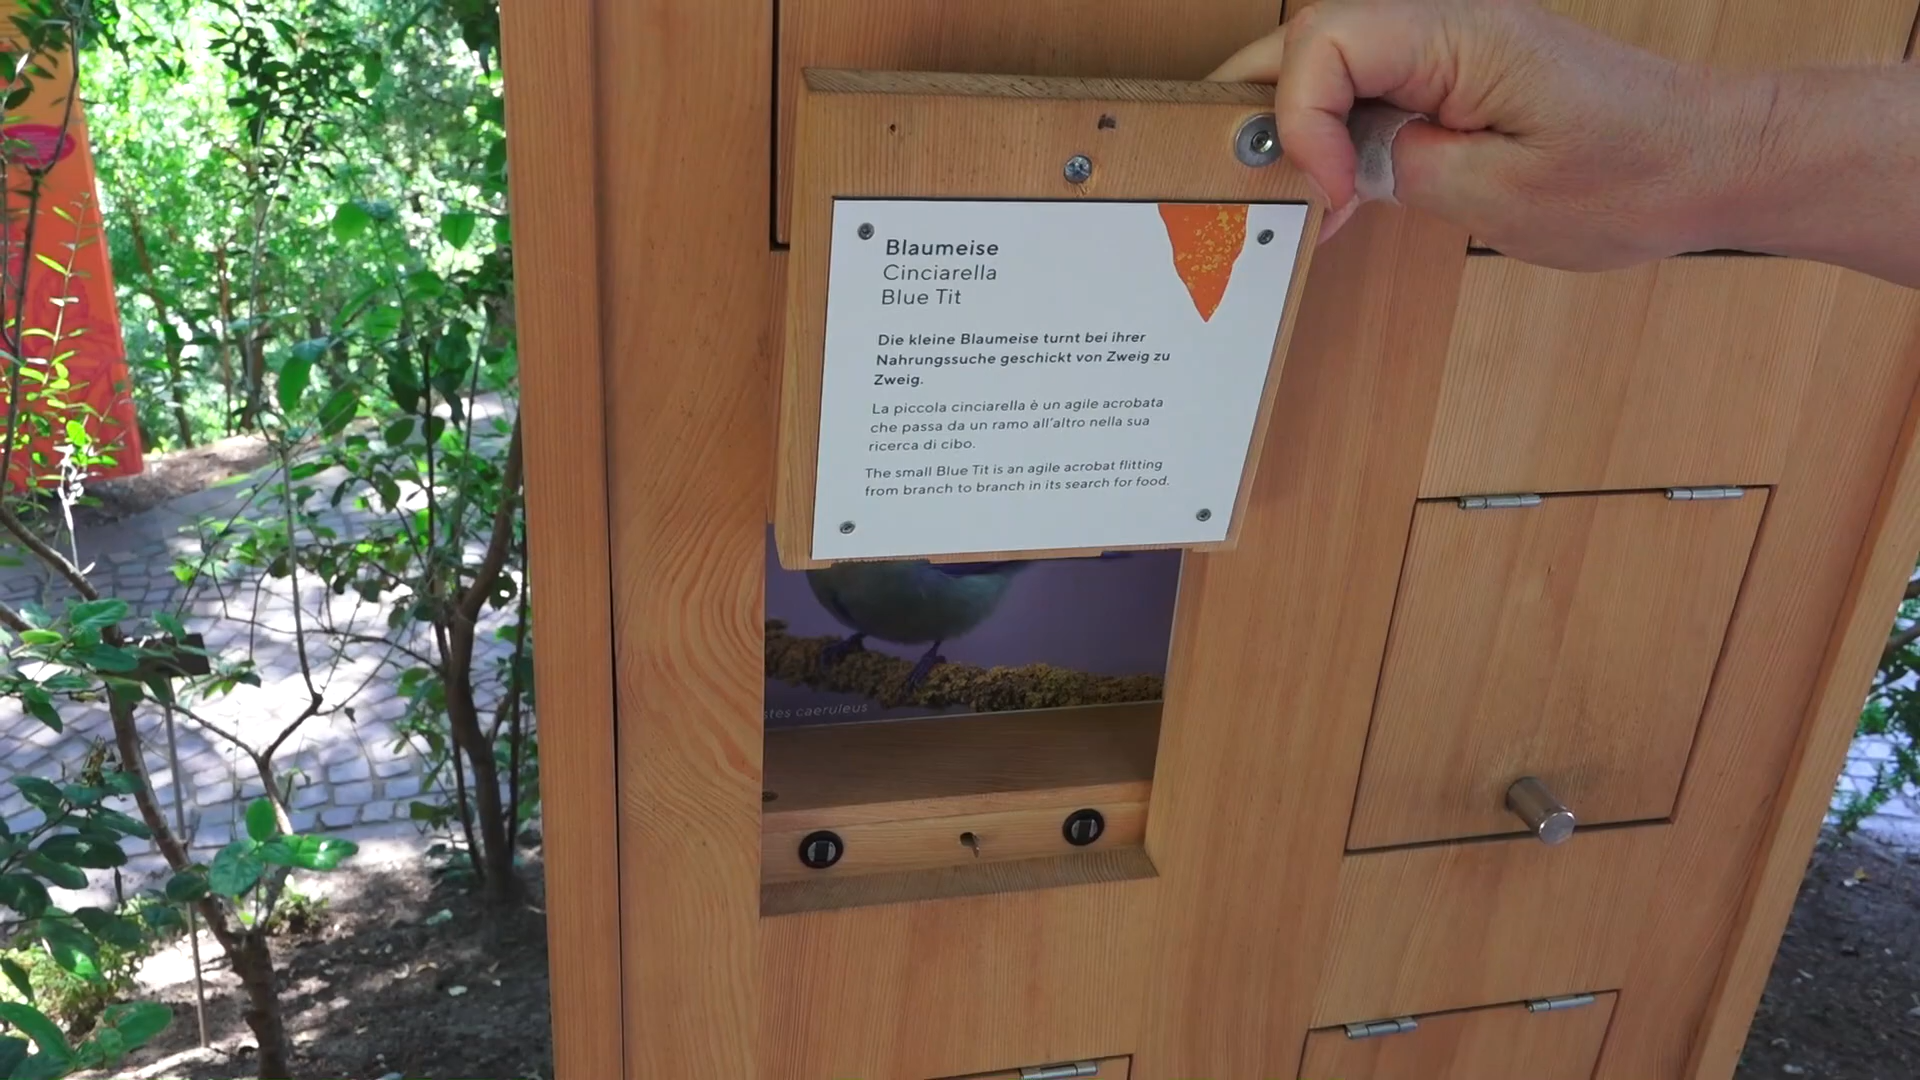 Blaumeise
Cinciarella
Blue Tit
Die kleine Blaumeise turnt bei ihrer
Nahrungssuche geschickt von Zweig zu
Zweig.
La piccola cinciarella è un agile acrobata
che passa da un ramo all'altro nella sua
ricerca di cibo.
The small Blue Tit is an agile acrobat flitting
from branch to branch in its search for food.
caeruleus